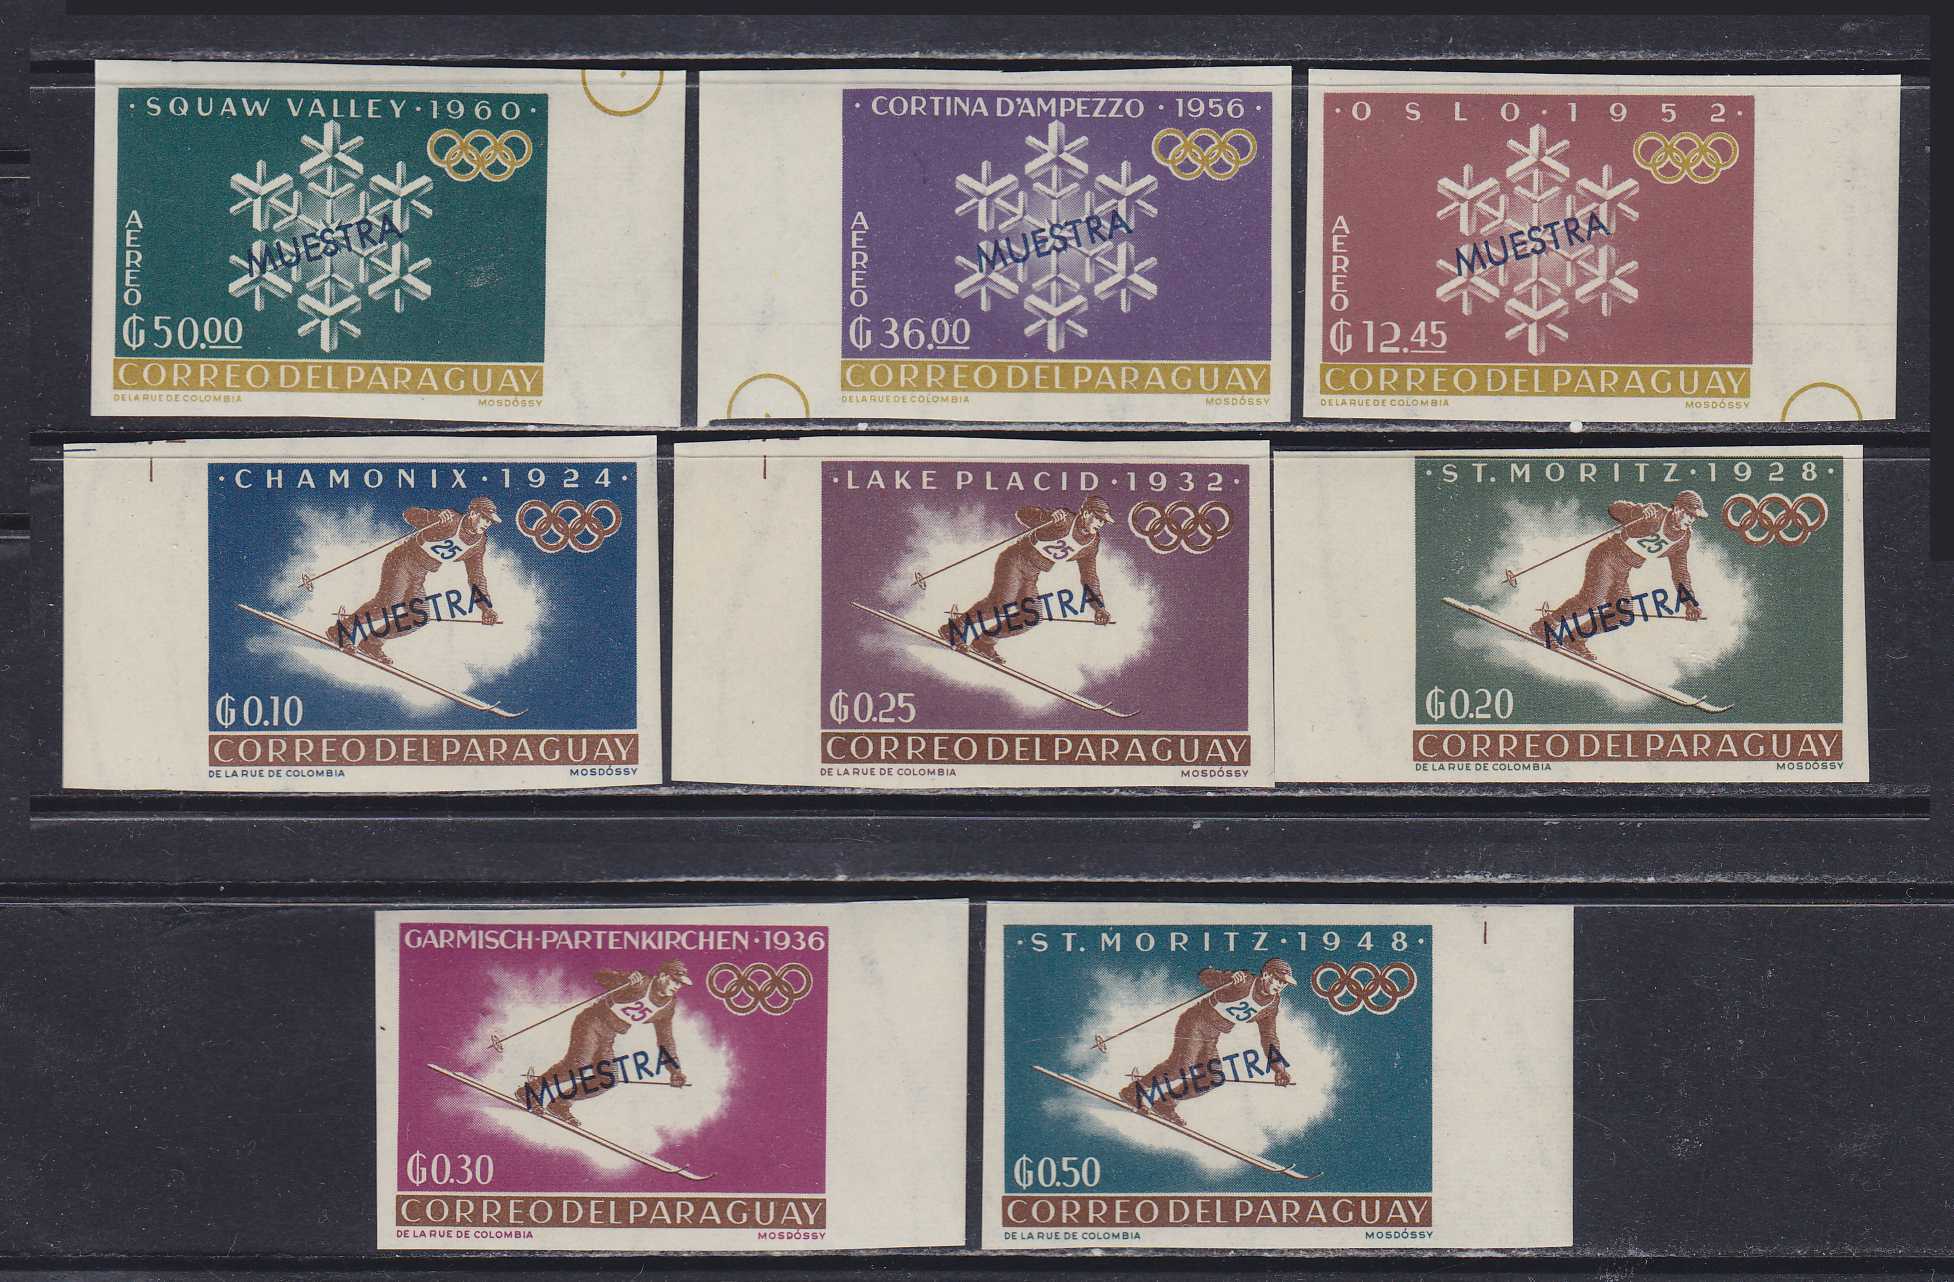 · SQUAW VALLEY · 1960 ·
AEREO
MUESTRA
₲ 50.00
CORREO DEL PARAGUAY
DE LA RUE DE COLOMBIA MOSDÓSSY
· CORTINA D'AMPEZZO · 1956 ·
AEREO
MUESTRA
₲ 36.00
CORREO DEL PARAGUAY
DE LA RUE DE COLOMBIA MOSDÓSSY
· OSLO · 1952 ·
AEREO
MUESTRA
₲ 12.45
CORREO DEL PARAGUAY
DE LA RUE DE COLOMBIA MOSDÓSSY
· CHAMONIX · 1924 ·
25
MUESTRA
₲ 0.10
CORREO DEL PARAGUAY
DE LA RUE DE COLOMBIA MOSDÓSSY
· LAKE PLACID · 1932 ·
25
MUESTRA
₲ 0.25
CORREO DEL PARAGUAY
DE LA RUE DE COLOMBIA MOSDÓSSY
· ST. MORITZ · 1928 ·
25
MUESTRA
₲ 0.20
CORREO DEL PARAGUAY
DE LA RUE DE COLOMBIA MOSDÓSSY
GARMISCH-PARTENKIRCHEN · 1936
25
MUESTRA
₲ 0.30
CORREO DEL PARAGUAY
DE LA RUE DE COLOMBIA MOSDÓSSY
· ST. MORITZ · 1948 ·
25
MUESTRA
₲ 0.50
CORREO DEL PARAGUAY
DE LA RUE DE COLOMBIA MOSDÓSSY